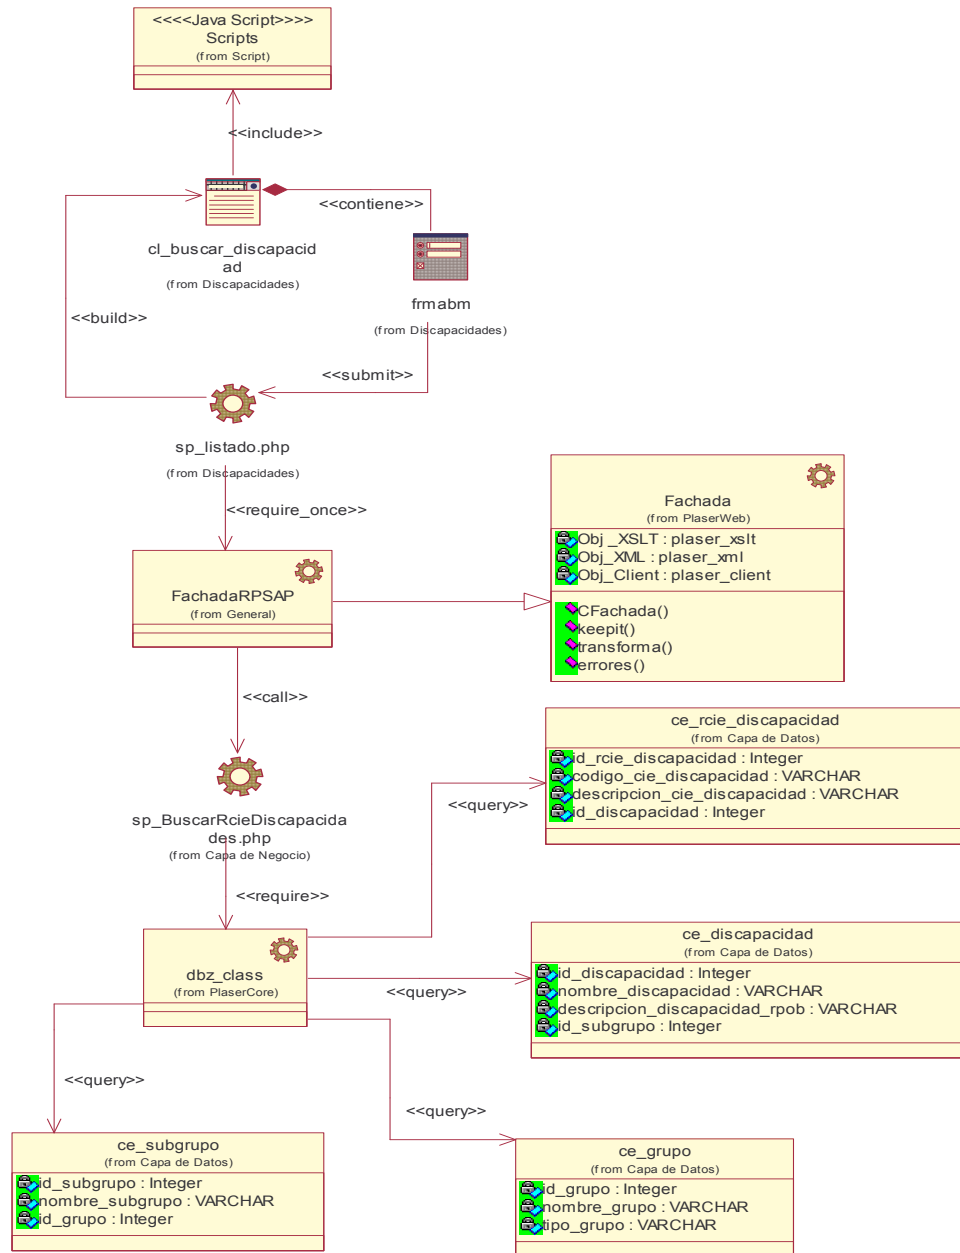 <<<<Java Script>>>>
Scripts
(from Script)
<<include>>
<<contiene>>
cl_buscar_discapacid
ad
(from Discapacidades)
frmabm
(from Discapacidades)
<<build>>
<<submit>>
sp_listado.php
(from Discapacidades)
<<require_once>>
Fachada
(from PlaserWeb)
Obj_XSLT : plaser_xslt
Obj_XML : plaser_xml
Obj_Client : plaser_client
CFachada()
keepit()
transforma()
errores()
FachadaRPSAP
(from General)
<<call>>
sp_BuscarRcieDiscapacida
des.php
(from Capa de Negocio)
<<require>>
ce_rcie_discapacidad
(from Capa de Datos)
id_rcie_discapacidad : Integer
codigo_cie_discapacidad : VARCHAR
descripcion_cie_discapacidad : VARCHAR
id_discapacidad : Integer
<<query>>
dbz_class
(from PlaserCore)
<<query>>
ce_discapacidad
(from Capa de Datos)
id_discapacidad : Integer
nombre_discapacidad : VARCHAR
descripcion_discapacidad_rpob : VARCHAR
id_subgrupo : Integer
<<query>>
<<query>>
ce_subgrupo
(from Capa de Datos)
id_subgrupo : Integer
nombre_subgrupo : VARCHAR
id_grupo : Integer
ce_grupo
(from Capa de Datos)
id_grupo : Integer
nombre_grupo : VARCHAR
tipo_grupo : VARCHAR